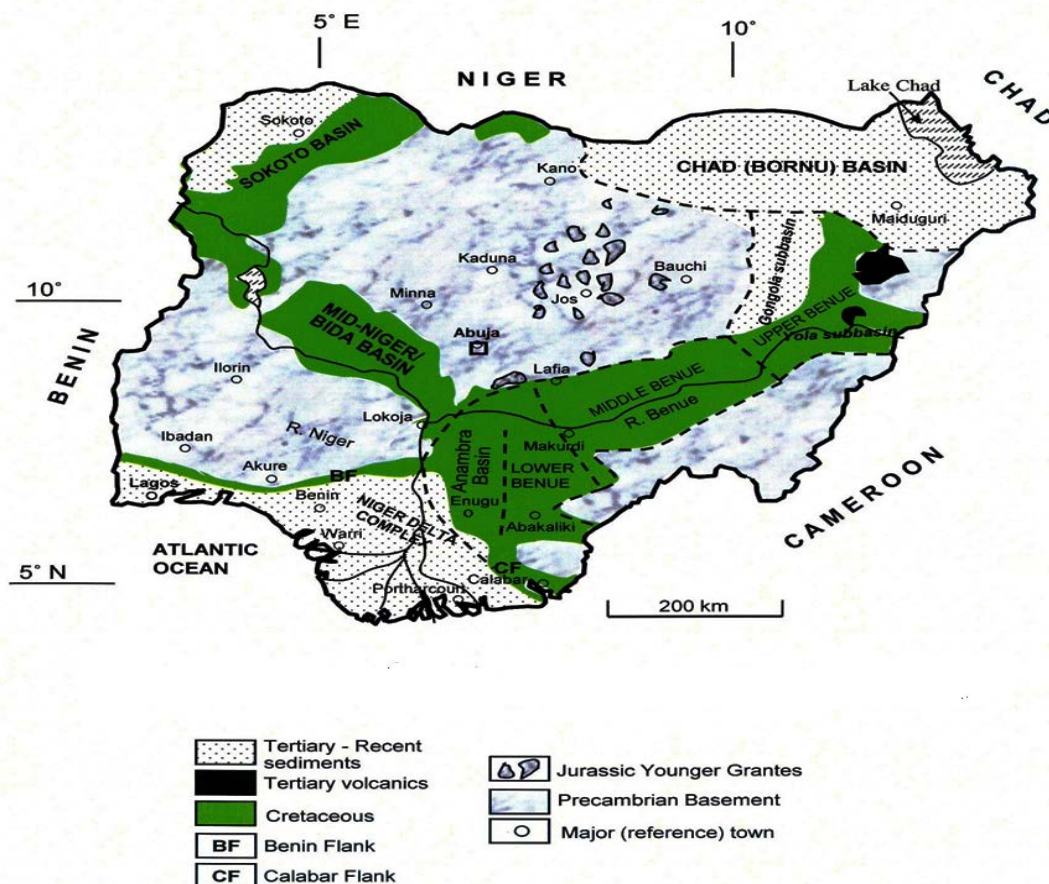 5° E
10°
NIGER
CHAD
Lake Chad
Sokoto
SOKOTO BASIN
CHAD (BORNU) BASIN
Kano
Maiduguri
Gongola subbasin
Kaduna
Bauchi
Jos
10°
Minna
MID-NIGER/
BIDA BASIN
Abuja
UPPER BENUE
Yola subbasin
BENIN
Ilorin
Lafia
MIDDLE BENUE
R. Benue
Lokoja
R. Niger
Ibadan
Makurdi
Anambra
Basin
LOWER
BENUE
Akure
BF
Lagos
Benin
Enugu
NIGER DELTA
COMPLEX
Abakaliki
Warri
CAMEROON
ATLANTIC
OCEAN
CF
Calabar
5° N
Portharcourt
200 km
Tertiary - Recent
sediments
Tertiary volcanics
Cretaceous
BF Benin Flank
CF Calabar Flank
Jurassic Younger Grantes
Precambrian Basement
Major (reference) town